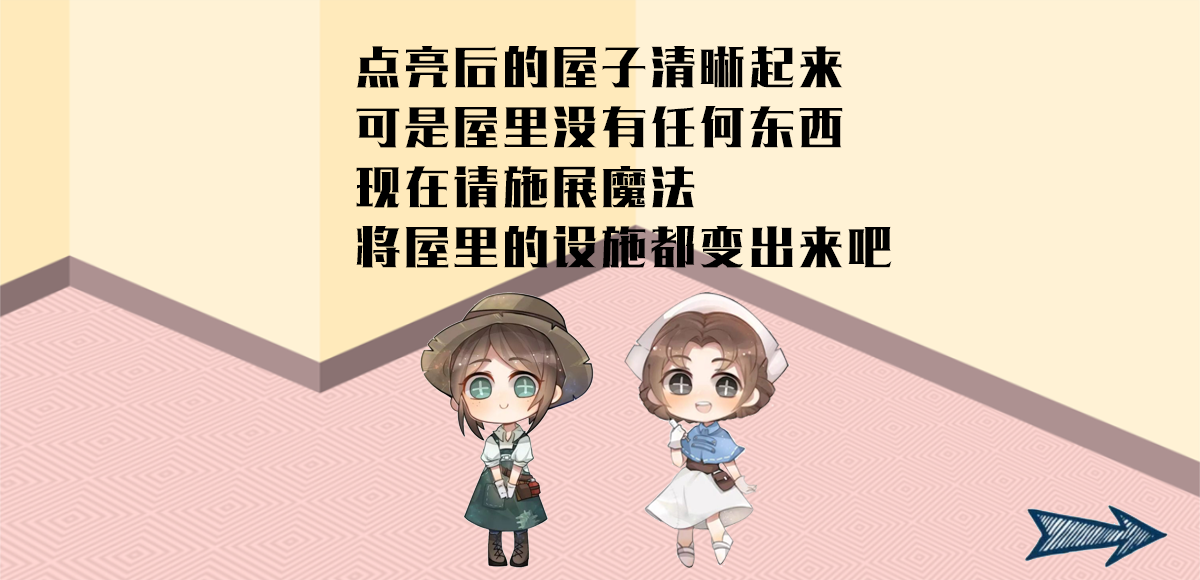 点亮后的屋子清晰起来
可是屋里没有任何东西
现在请施展魔法
将屋里的设施都变出来吧